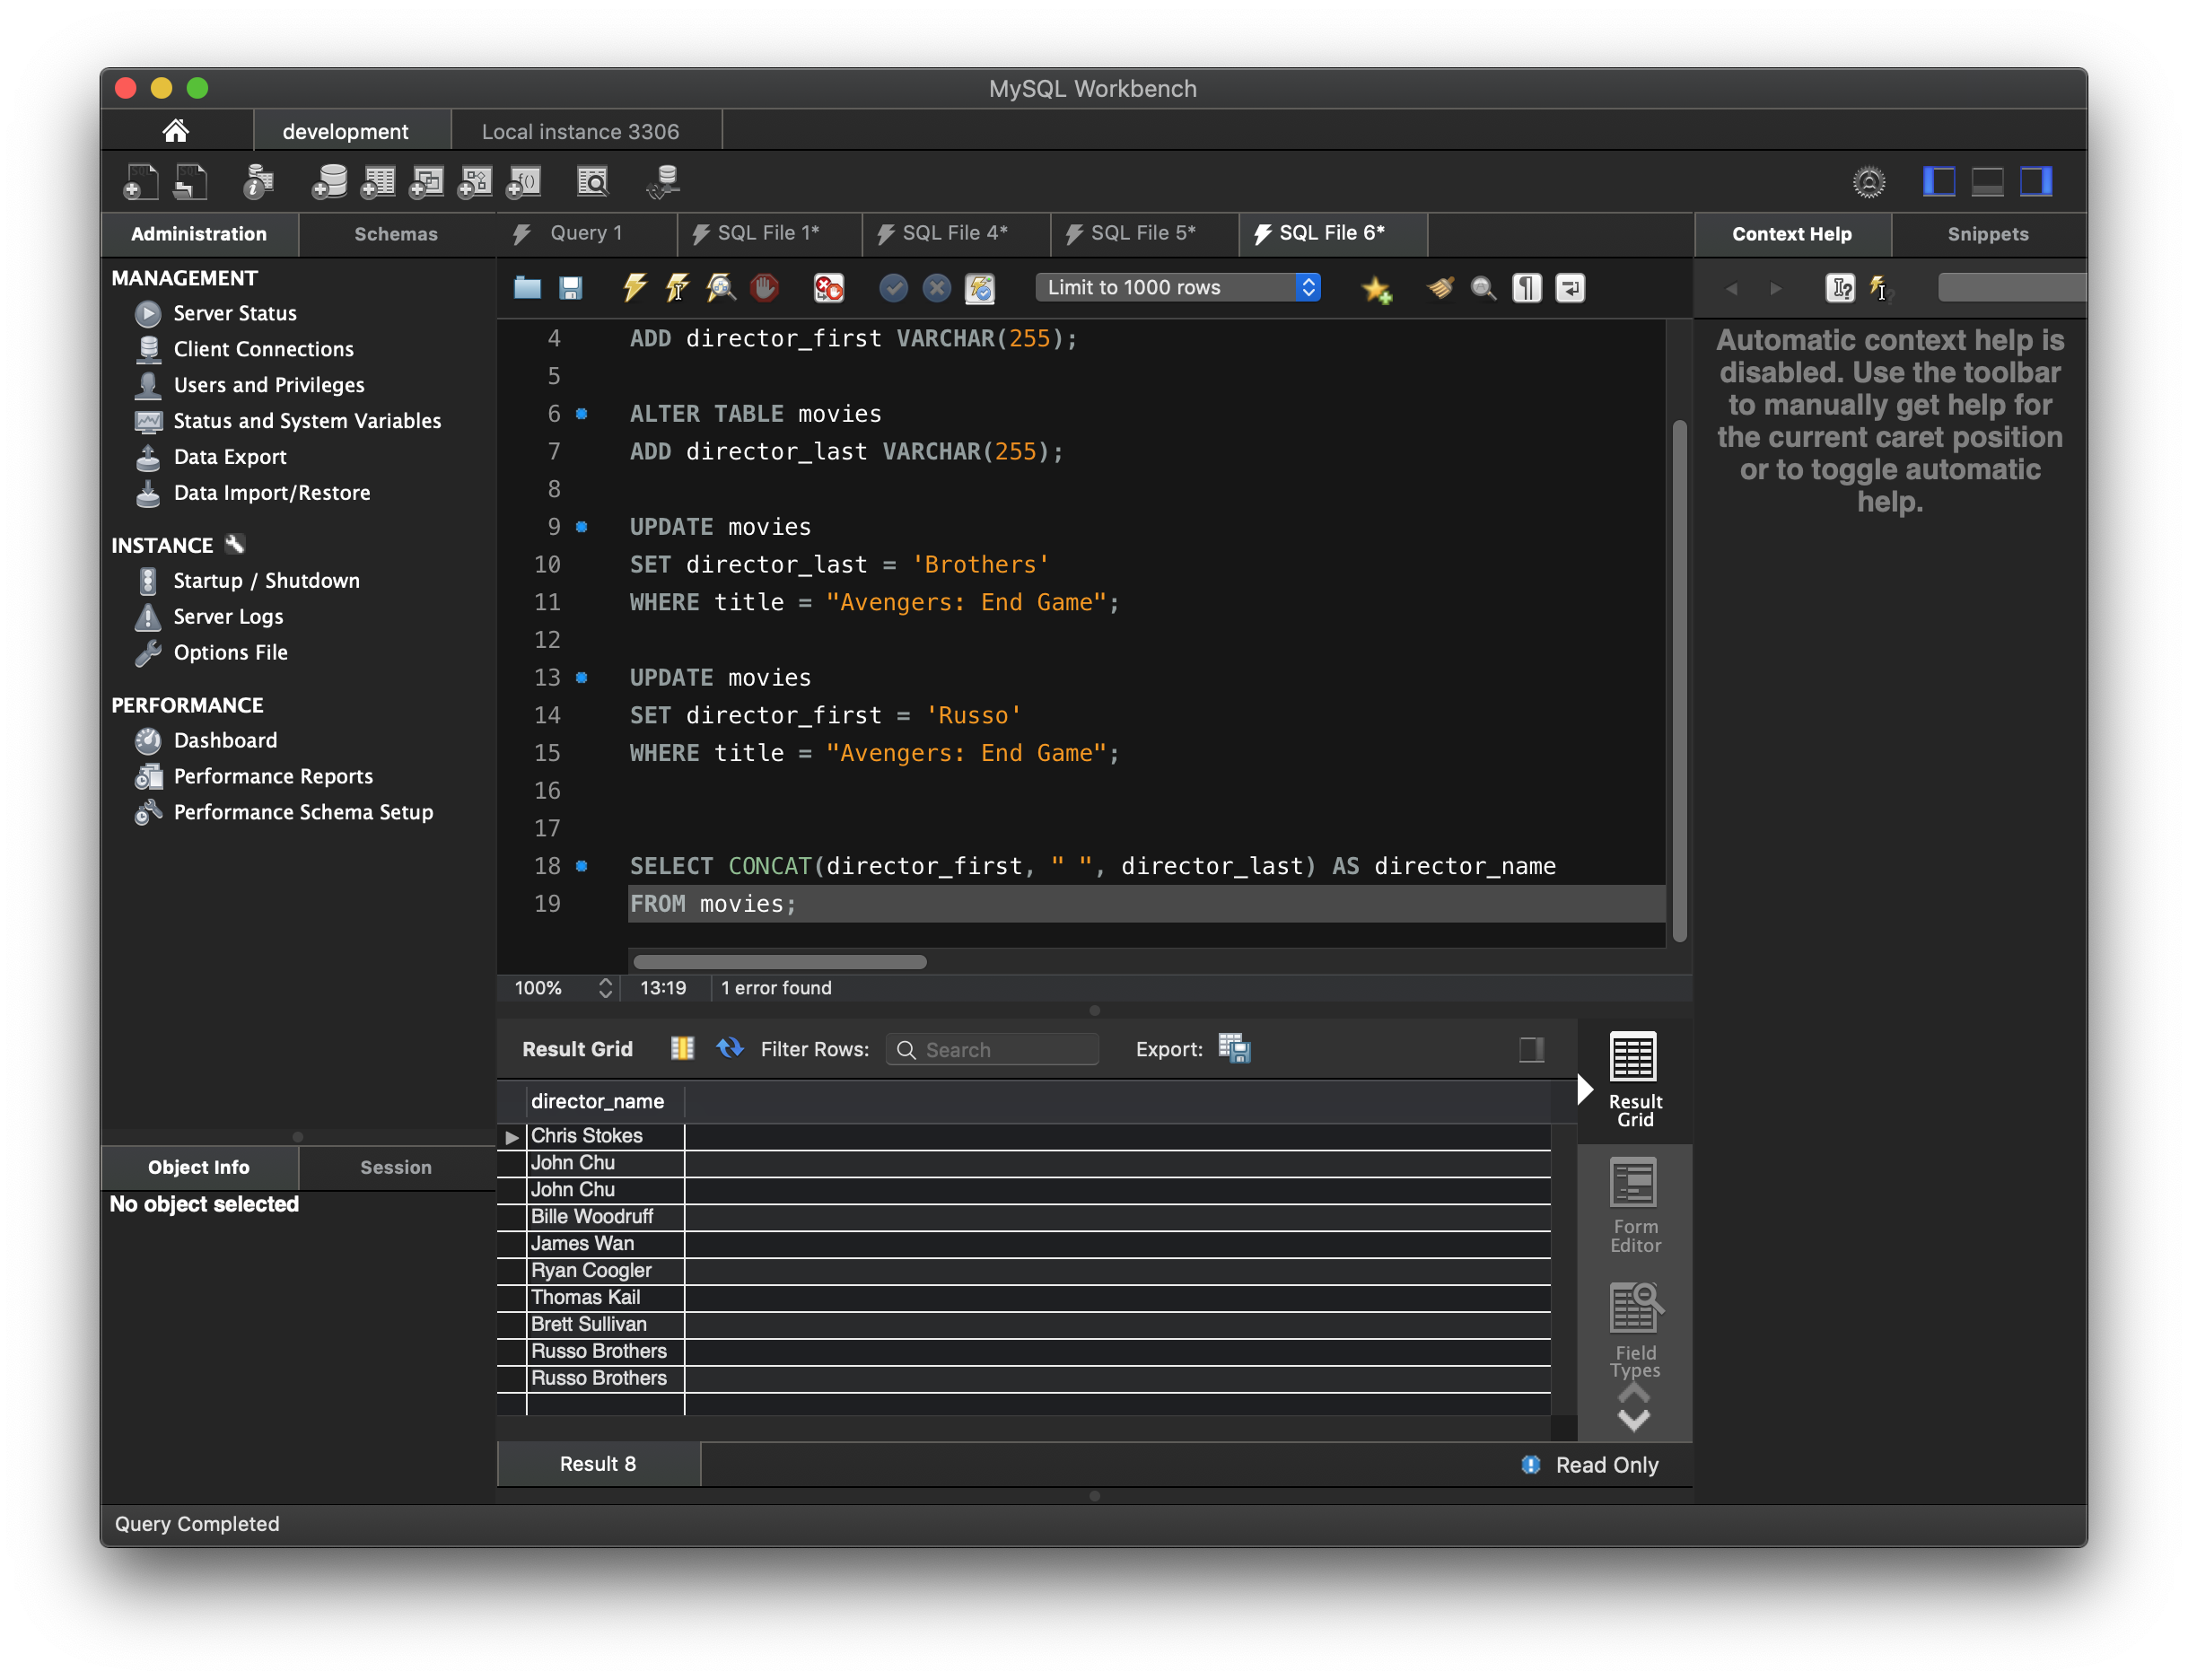 MySQL Workbench
development
Local instance 3306
Administration
Schemas
MANAGEMENT
Server Status
Client Connections
Users and Privileges
Status and System Variables
Data Export
Data Import/Restore
INSTANCE
Startup / Shutdown
Server Logs
Options File
PERFORMANCE
Dashboard
Performance Reports
Performance Schema Setup
Object Info
Session
No object selected
Query 1
SQL File 1*
SQL File 4*
SQL File 5*
SQL File 6*
Limit to 1000 rows
4 ADD director_first VARCHAR(255);
5
6 ALTER TABLE movies
7 ADD director_last VARCHAR(255);
8
9 UPDATE movies
10 SET director_last = 'Brothers'
11 WHERE title = "Avengers: End Game";
12
13 UPDATE movies
14 SET director_first = 'Russo'
15 WHERE title = "Avengers: End Game";
16
17
18 SELECT CONCAT(director_first, " ", director_last) AS director_name
19 FROM movies;
100%
13:19
1 error found
Result Grid
Filter Rows:
Search
Export:
director_name
Chris Stokes
John Chu
John Chu
Bille Woodruff
James Wan
Ryan Coogler
Thomas Kail
Brett Sullivan
Russo Brothers
Russo Brothers
Result
Grid
Form
Editor
Field
Types
Result 8
Read Only
Context Help
Snippets
Automatic context help is
disabled. Use the toolbar
to manually get help for
the current caret position
or to toggle automatic
help.
Query Completed